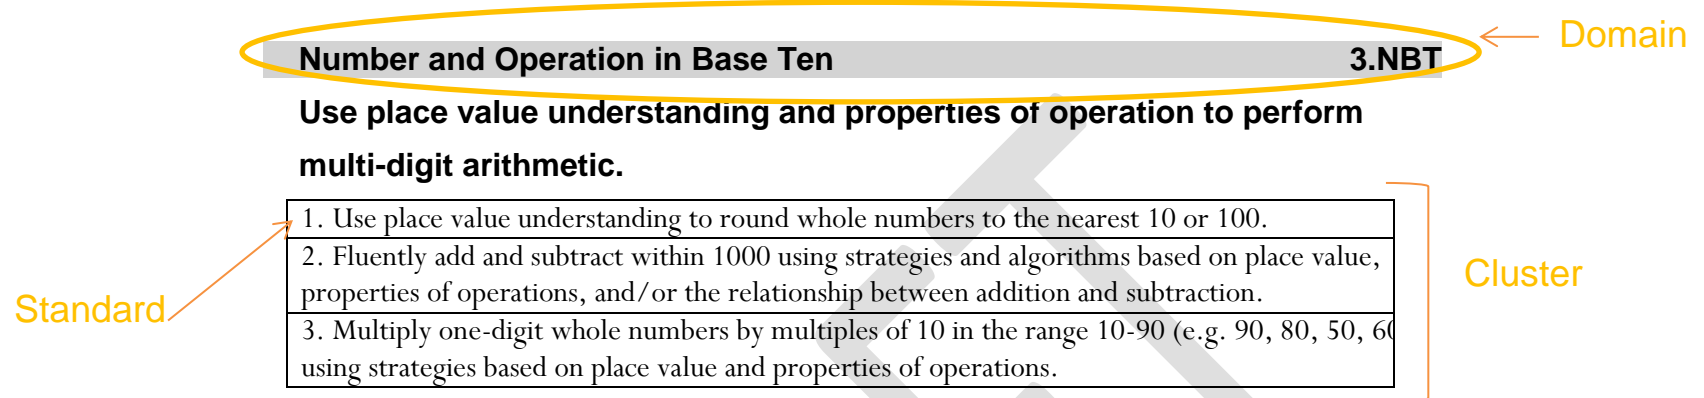 Domain
Number and Operation in Base Ten 3.NBT
Use place value understanding and properties of operation to perform
multi-digit arithmetic.
1. Use place value understanding to round whole numbers to the nearest 10 or 100.
2. Fluently add and subtract within 1000 using strategies and algorithms based on place value,
properties of operations, and/or the relationship between addition and subtraction.
3. Multiply one-digit whole numbers by multiples of 10 in the range 10-90 (e.g. 90, 80, 50, 60
using strategies based on place value and properties of operations.
Standard
Cluster